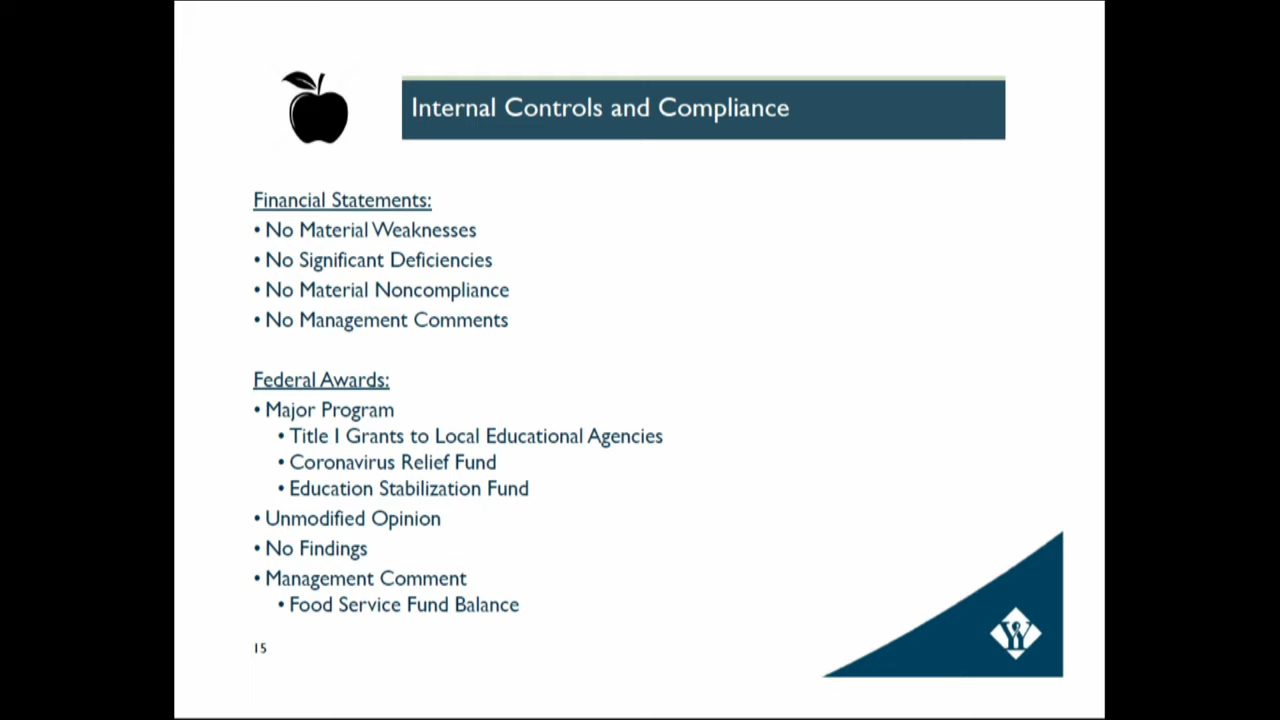 Internal Controls and Compliance
Financial Statements:
• No Material Weaknesses
• No Significant Deficiencies
• No Material Noncompliance
• No Management Comments
Federal Awards:
• Major Program
• Title I Grants to Local Educational Agencies
• Coronavirus Relief Fund
• Education Stabilization Fund
• Unmodified Opinion
• No Findings
• Management Comment
• Food Service Fund Balance
15